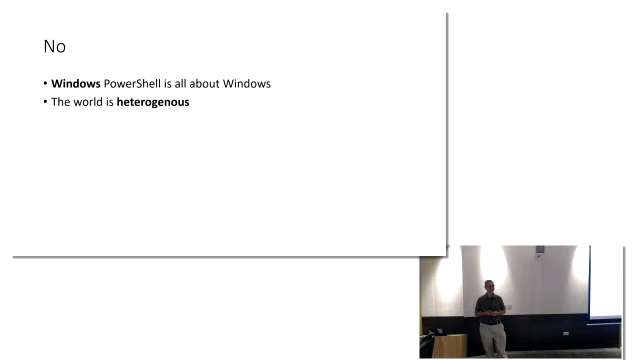 No
• Windows PowerShell is all about Windows
• The world is heterogenous